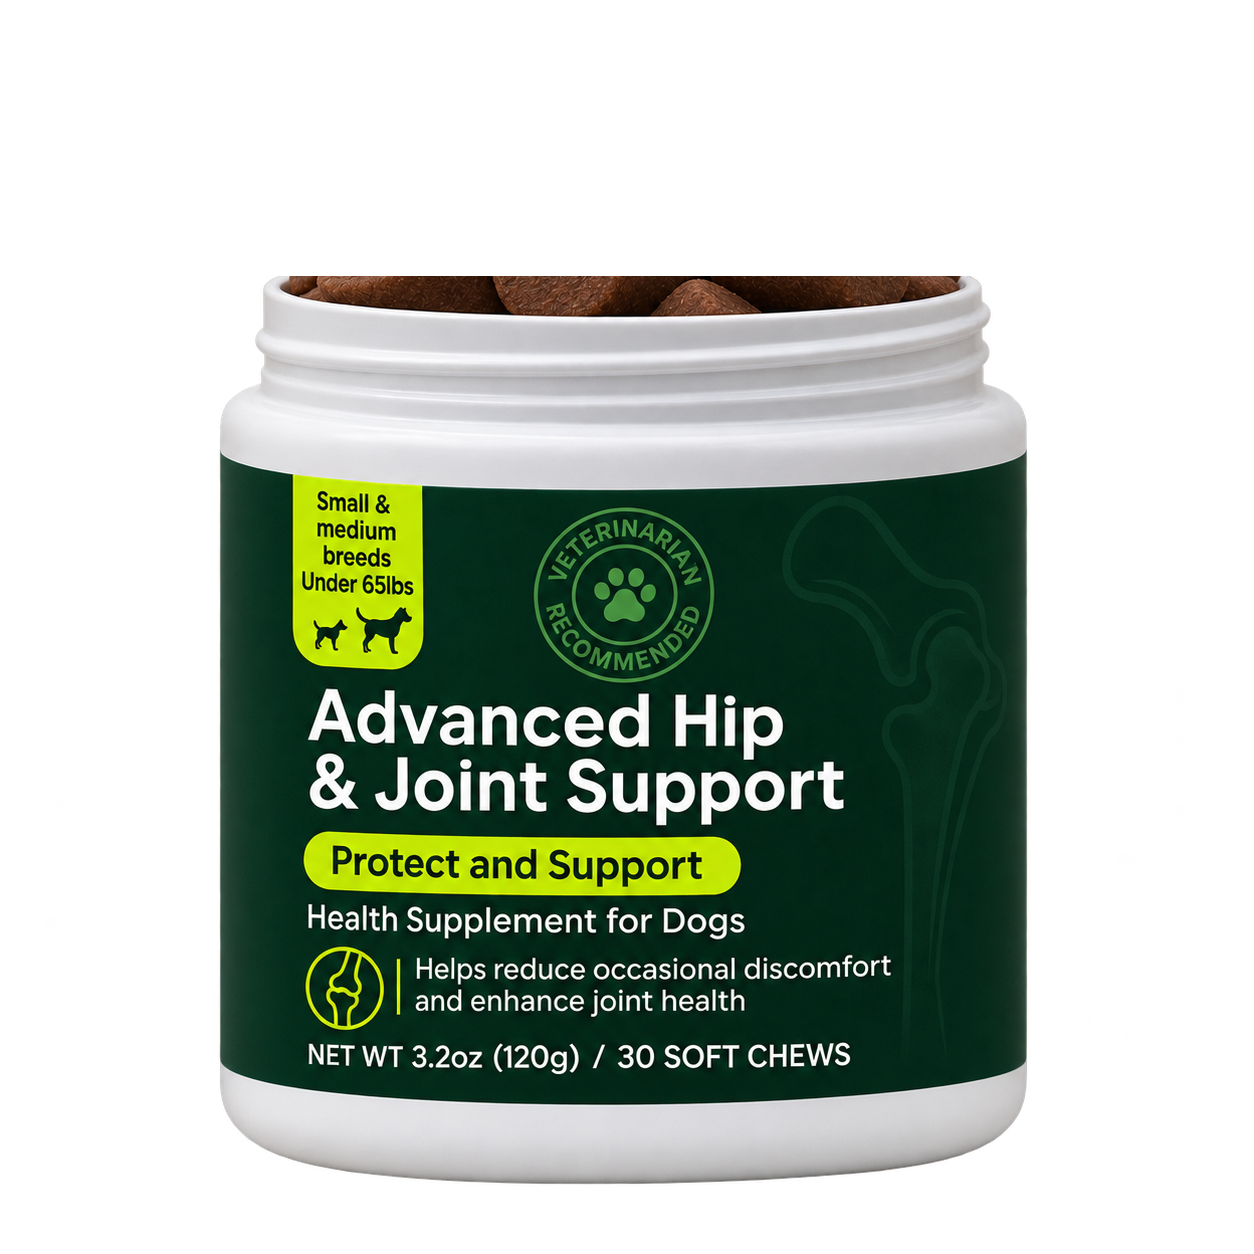 Small &
medium
breeds
Under 65lbs
VETERINARIAN
RECOMMENDED
Advanced Hip
& Joint Support
Protect and Support
Health Supplement for Dogs
Helps reduce occasional discomfort
and enhance joint health
NET WT 3.2oz (120g) / 30 SOFT CHEWS